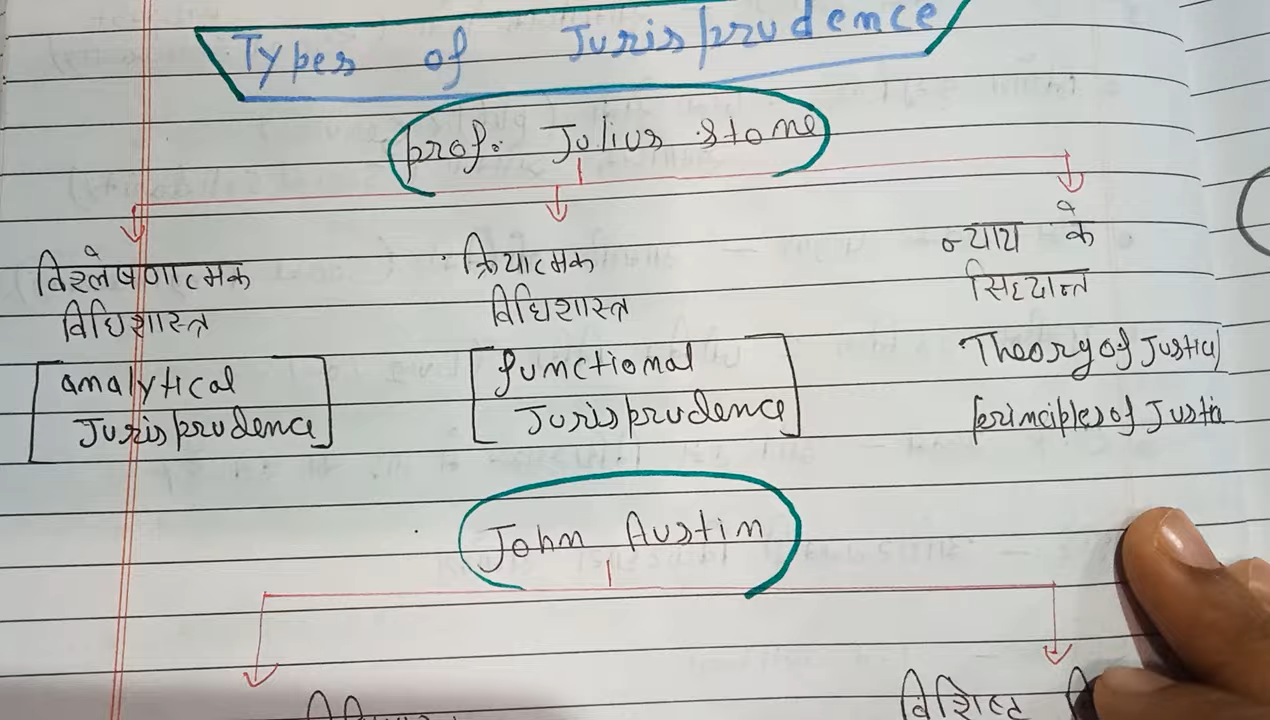 Types of Jurisprudence
prof. Julius stone
विश्लेषणात्मक
विधिशास्त्र
analytical
Jurisprudence
क्रियात्मक
विधिशास्त्र
functional
Jurisprudence
न्याय के
सिद्धान्त
Theory of Justice
principles of Justice
John Austin
विशिष्ट